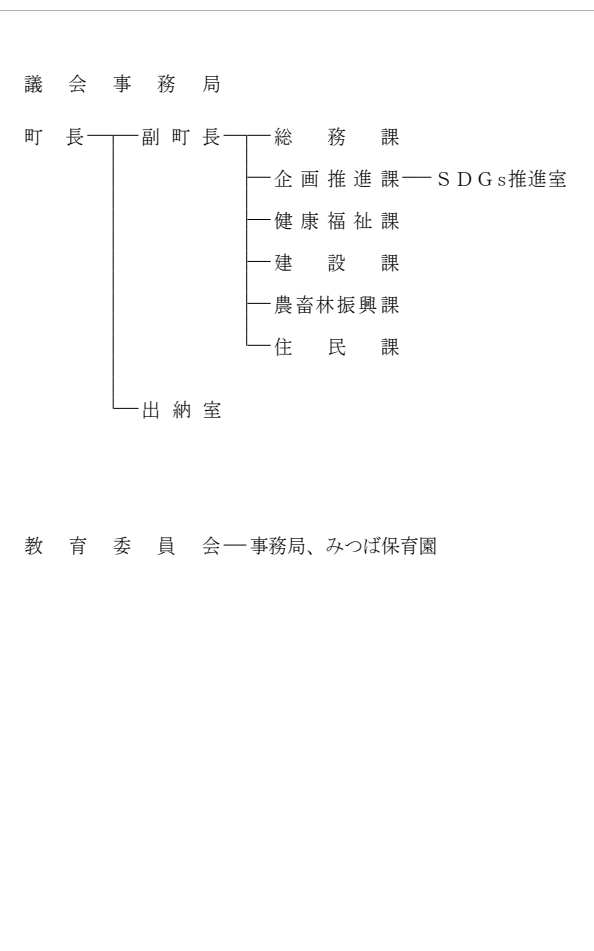 議会事務局
町長 副町長 総務課
企画推進課 SDGs推進室
健康福祉課
建設課
農畜林振興課
住民課
出納室
教育委員会 事務局、みつば保育園